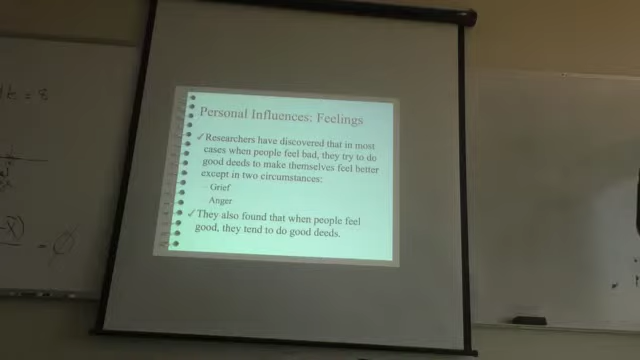 Personal Influences: Feelings
✓Researchers have discovered that in most
cases when people feel bad, they try to do
good deeds to make themselves feel better
except in two circumstances:
– Grief
Anger
✓They also found that when people feel
good, they tend to do good deeds.
= 8